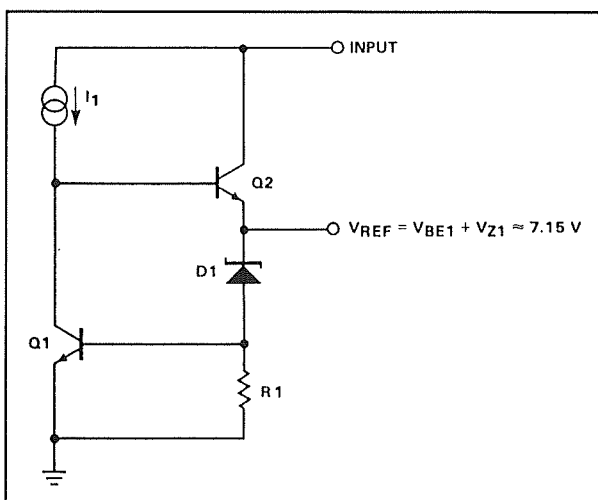 INPUT
I1
Q2
VREF = VBE1 + VZ1 ≈ 7.15 V
D1
Q1
R1